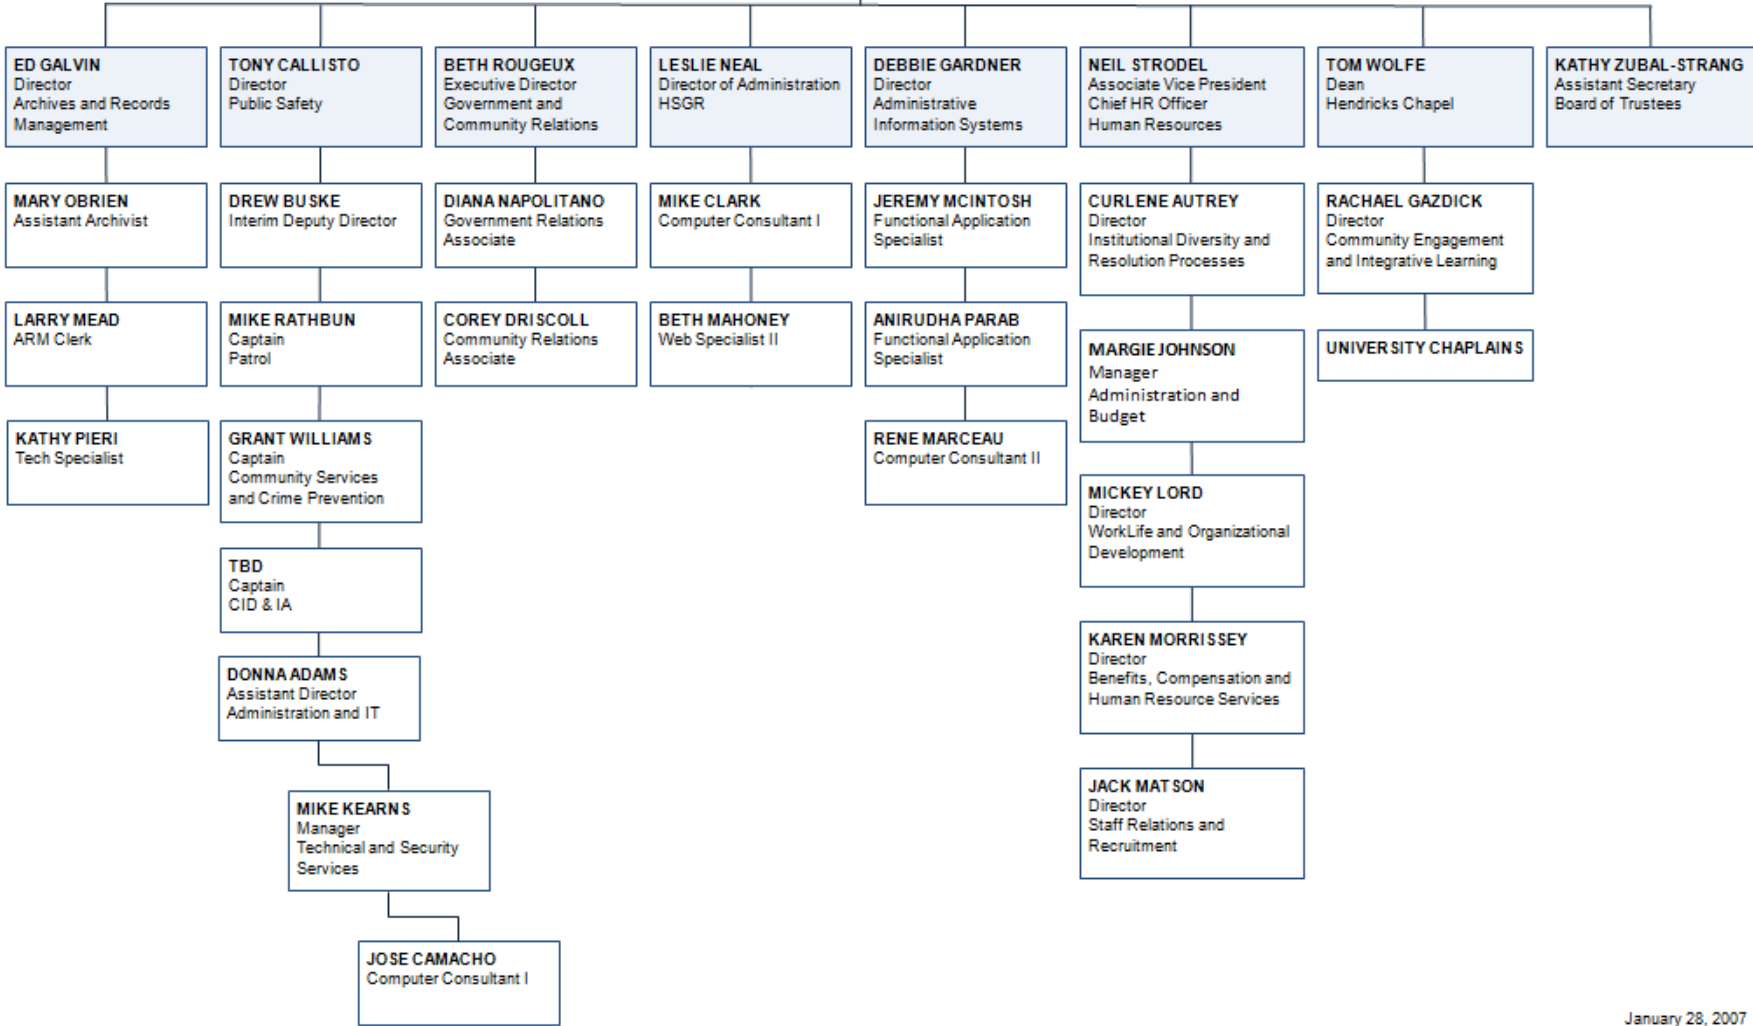 ED GALVIN
Director
Archives and Records
Management
TONY CALLISTO
Director
Public Safety
BETH ROUGEUX
Executive Director
Government and
Community Relations
LESLIE NEAL
Director of Administration
HSGR
DEBBIE GARDNER
Director
Administrative
Information Systems
NEIL STRODEL
Associate Vice President
Chief HR Officer
Human Resources
TOM WOLFE
Dean
Hendricks Chapel
KATHY ZUBAL-STRANG
Assistant Secretary
Board of Trustees
MARY OBRIEN
Assistant Archivist
DREW BUSKE
Interim Deputy Director
DIANA NAPOLITANO
Government Relations
Associate
MIKE CLARK
Computer Consultant I
JEREMY MCINTOSH
Functional Application
Specialist
CURLENE AUTREY
Director
Institutional Diversity and
Resolution Processes
RACHAEL GAZDICK
Director
Community Engagement
and Integrative Learning
LARRY MEAD
ARM Clerk
MIKE RATHBUN
Captain
Patrol
COREY DRISCOLL
Community Relations
Associate
BETH MAHONEY
Web Specialist II
ANIRUDHA PARAB
Functional Application
Specialist
MARGIE JOHNSON
Manager
Administration and
Budget
UNIVERSITY CHAPLAINS
KATHY PIERI
Tech Specialist
GRANT WILLIAMS
Captain
Community Services
and Crime Prevention
RENE MARCEAU
Computer Consultant II
MICKEY LORD
Director
WorkLife and Organizational
Development
TBD
Captain
CID & IA
KAREN MORRISSEY
Director
Benefits, Compensation and
Human Resource Services
DONNA ADAMS
Assistant Director
Administration and IT
JACK MATSON
Director
Staff Relations and
Recruitment
MIKE KEARNS
Manager
Technical and Security
Services
JOSE CAMACHO
Computer Consultant I
January 28, 2007